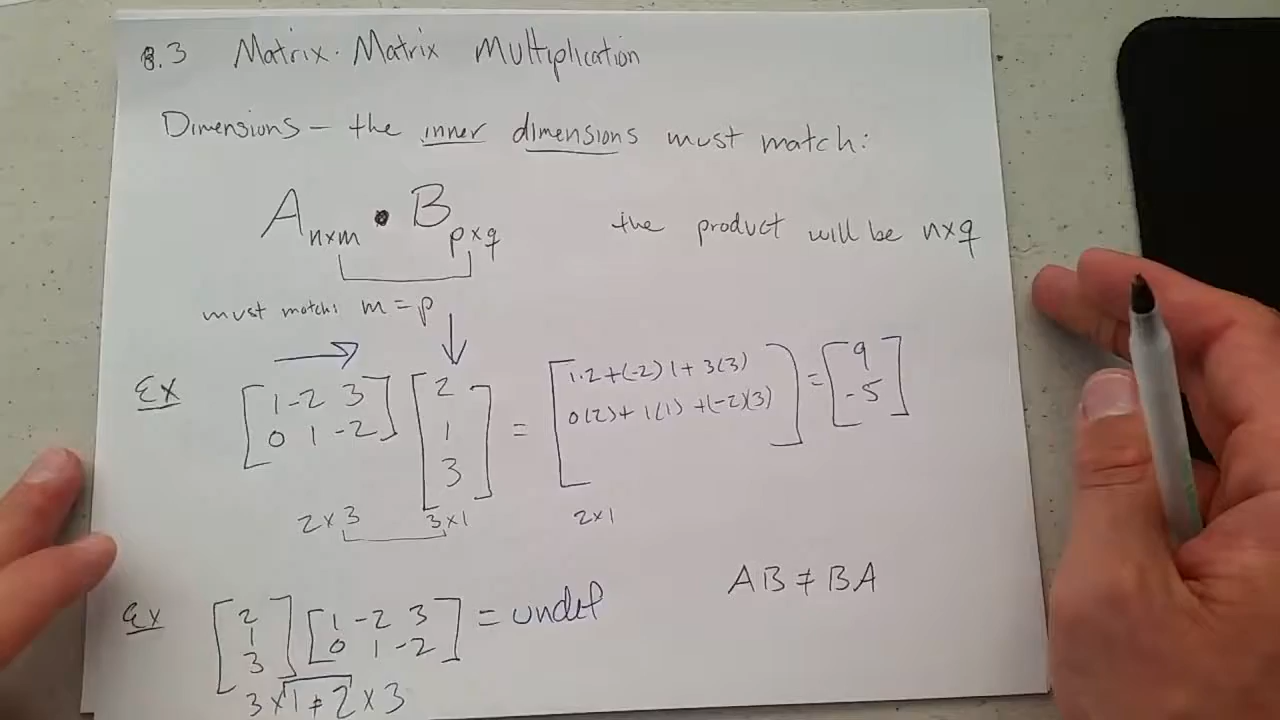 8.3 Matrix · Matrix Multiplication
Dimensions – the inner dimensions must match:
A n×m · B p×q the product will be n×q
must match: m = p
Ex [1 -2 3 [2 = [1·2+(-2)1+3(3) = [9
0 1 -2] 1 0(2)+1(1)+(-2)(3)] -5]
3]
2×3 3×1 2×1
AB ≠ BA
Ex [2 [1 -2 3 = undef
1 0 1 -2]
3]
3×1≠2×3